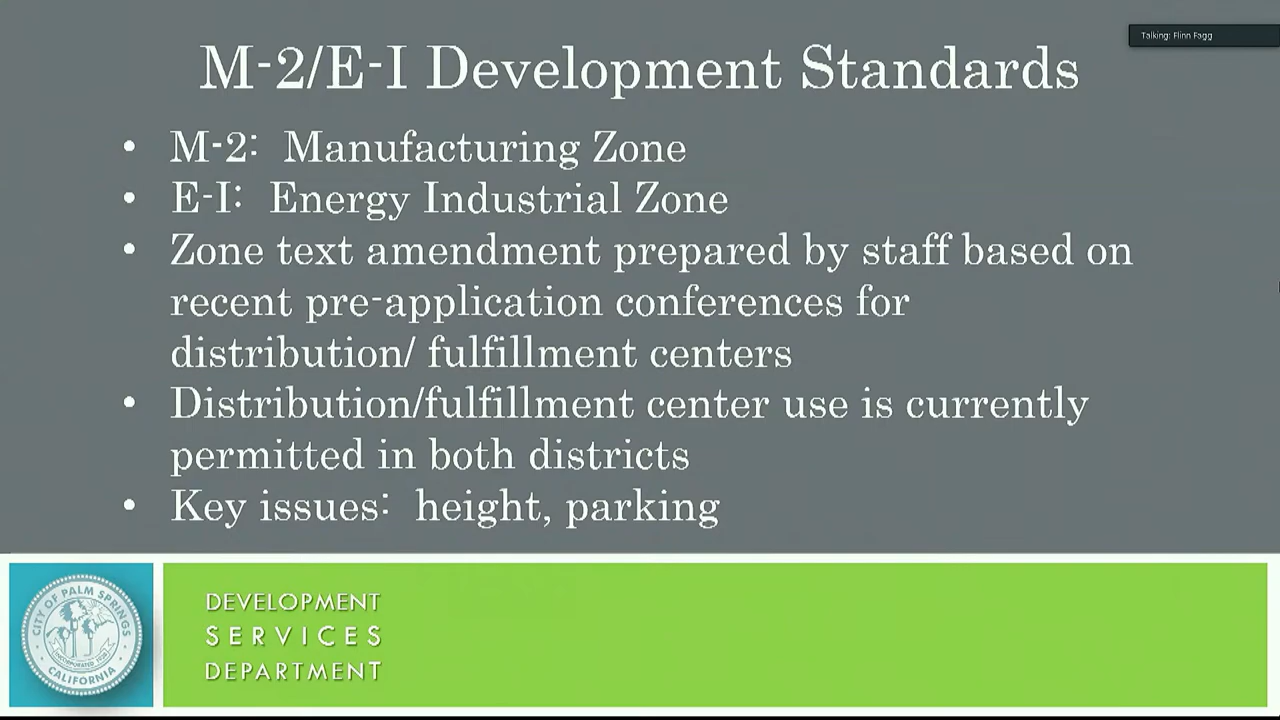 Talking: Flinn Fagg
M-2/E-I Development Standards
• M-2: Manufacturing Zone
• E-I: Energy Industrial Zone
• Zone text amendment prepared by staff based on
recent pre-application conferences for
distribution/ fulfillment centers
• Distribution/fulfillment center use is currently
permitted in both districts
• Key issues: height, parking
CITY OF PALM SPRINGS
CALIFORNIA
DEVELOPMENT
SERVICES
DEPARTMENT